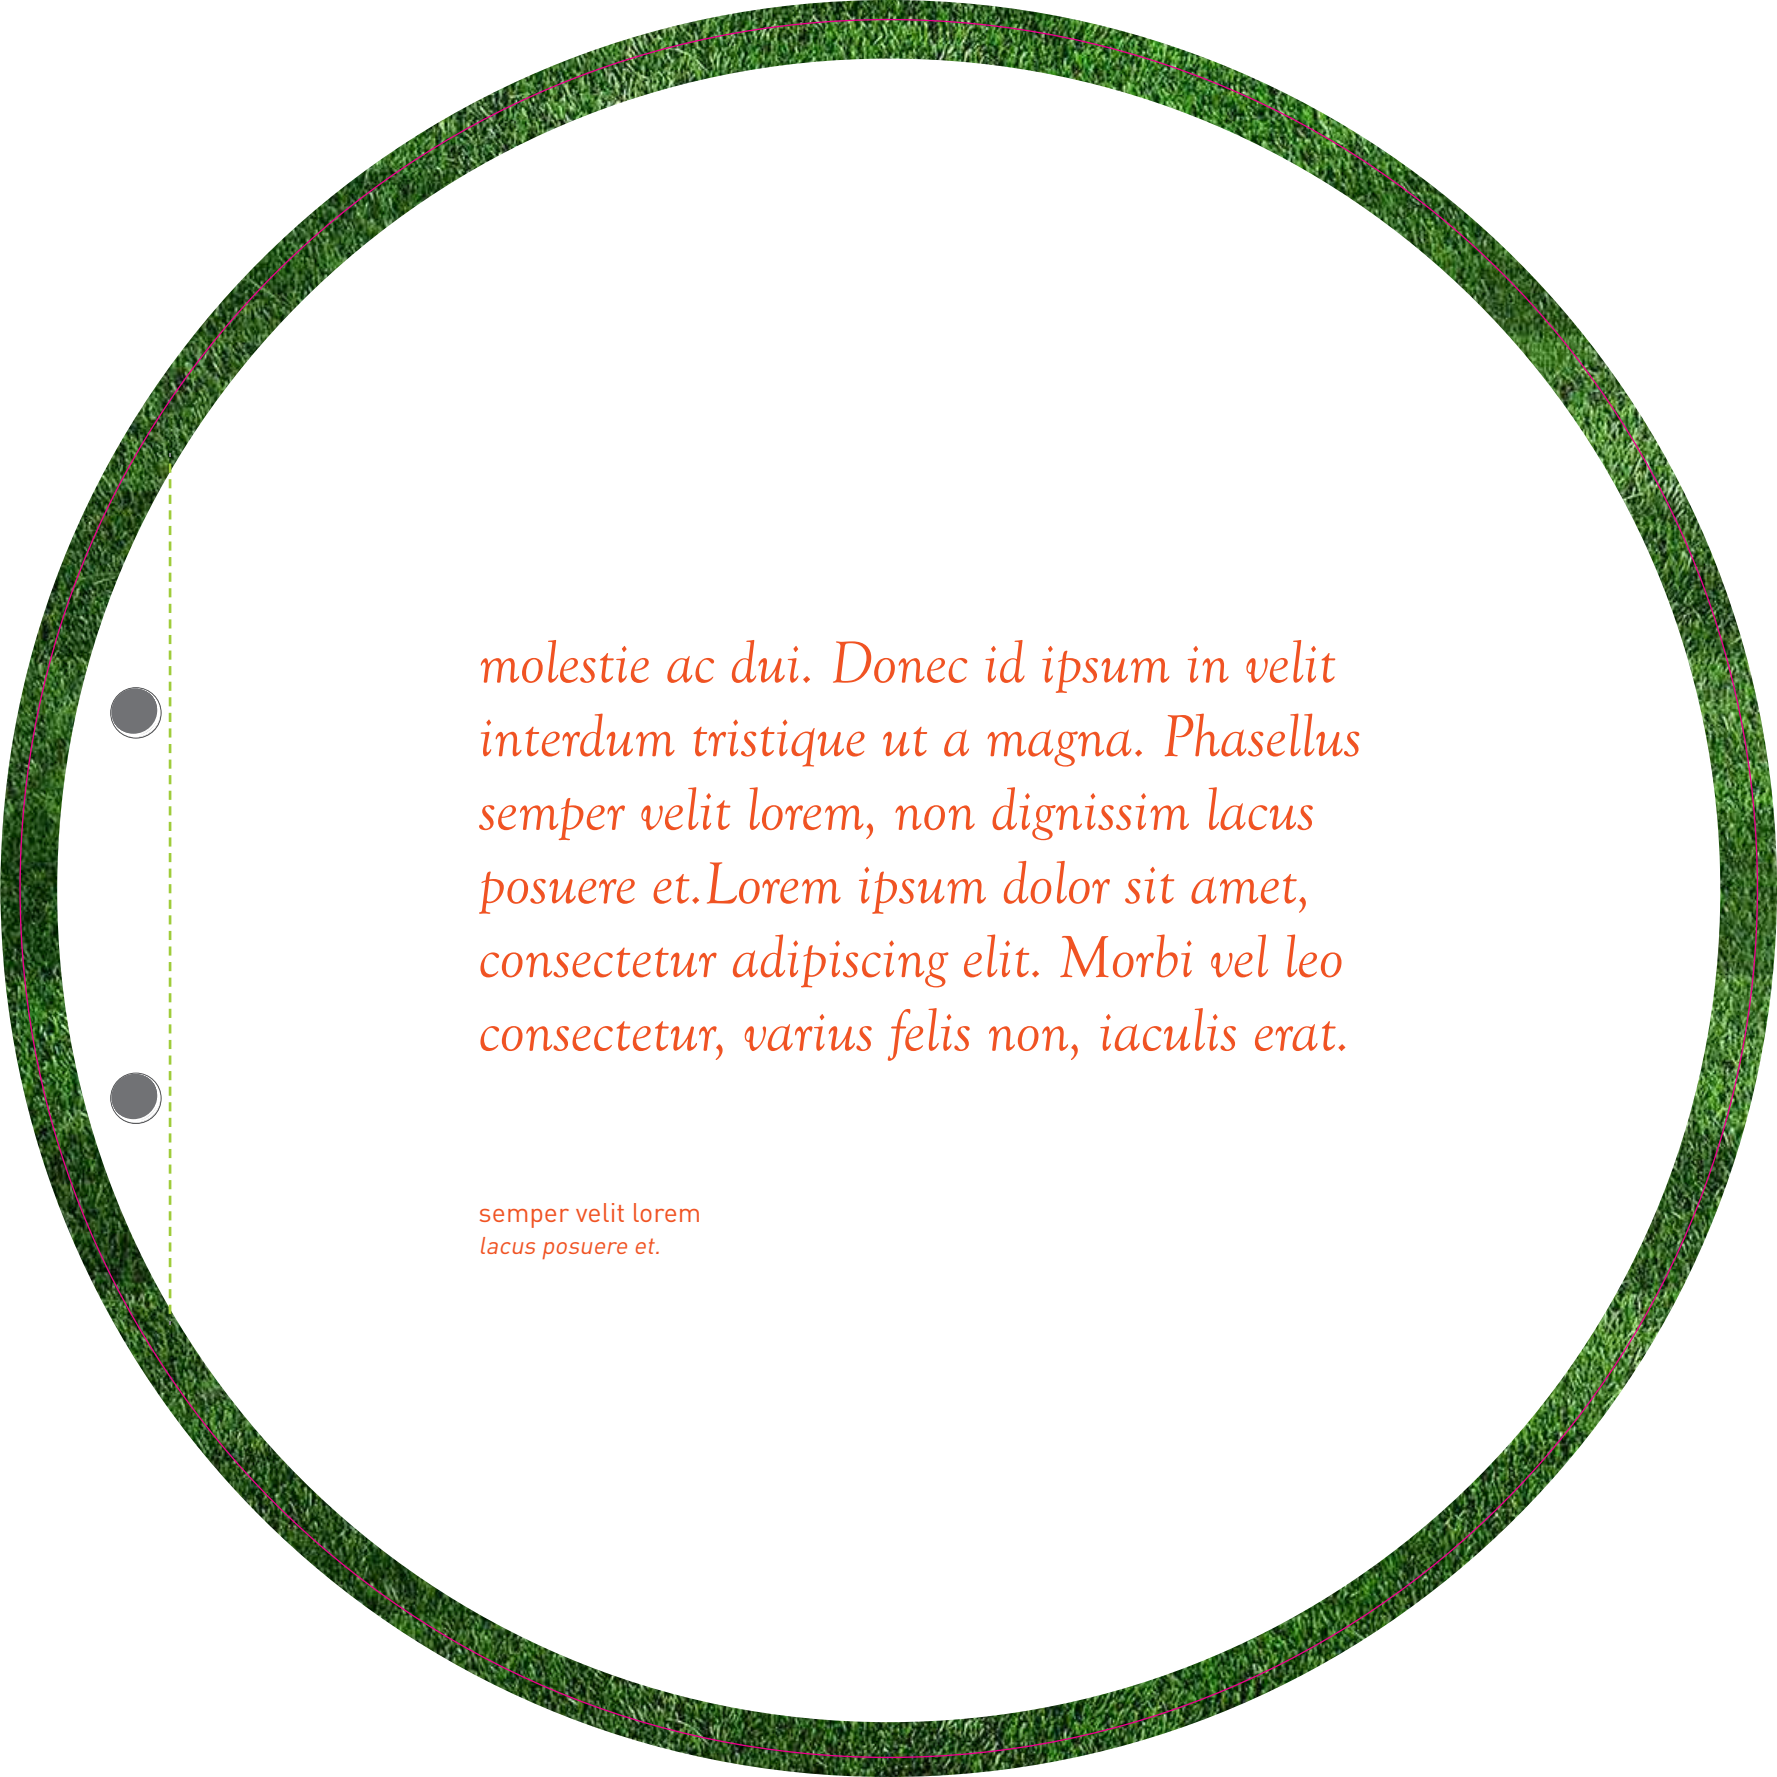 molestie ac dui. Donec id ipsum in velit
interdum tristique ut a magna. Phasellus
semper velit lorem, non dignissim lacus
posuere et.Lorem ipsum dolor sit amet,
consectetur adipiscing elit. Morbi vel leo
consectetur, varius felis non, iaculis erat.
semper velit lorem
lacus posuere et.